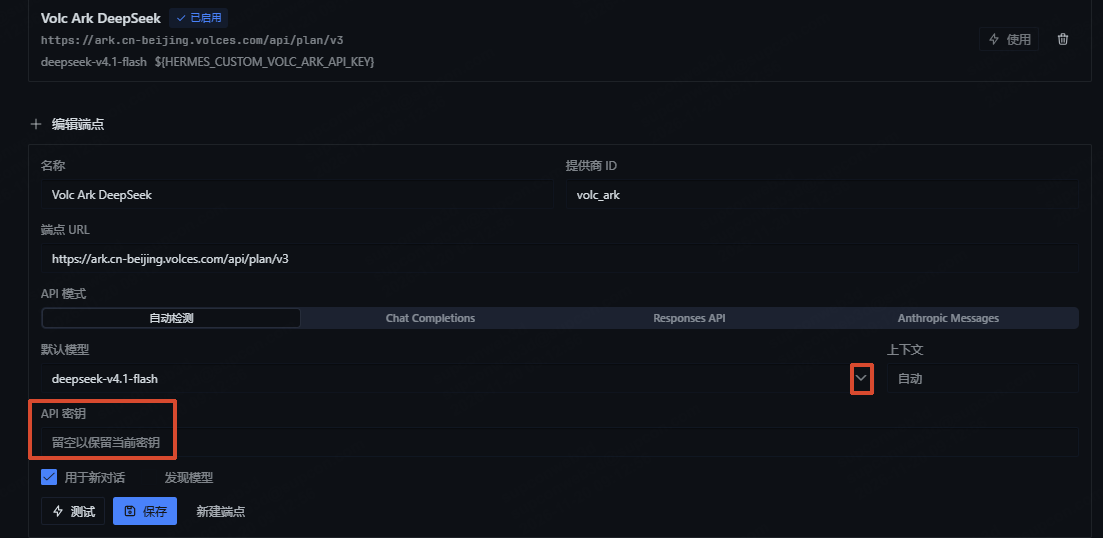 Volc Ark DeepSeek 已启用
https://ark.cn-beijing.volces.com/api/plan/v3
使用
deepseek-v4.1-flash ${HERMES_CUSTOM_VOLC_ARK_API_KEY}
编辑端点
名称 提供商 ID
Volc Ark DeepSeek volc_ark
端点 URL
https://ark.cn-beijing.volces.com/api/plan/v3
API 模式
自动检测 Chat Completions Responses API Anthropic Messages
默认模型 上下文
deepseek-v4.1-flash 自动
API 密钥
留空以保留当前密钥
用于新对话 发现模型
测试 保存 新建端点